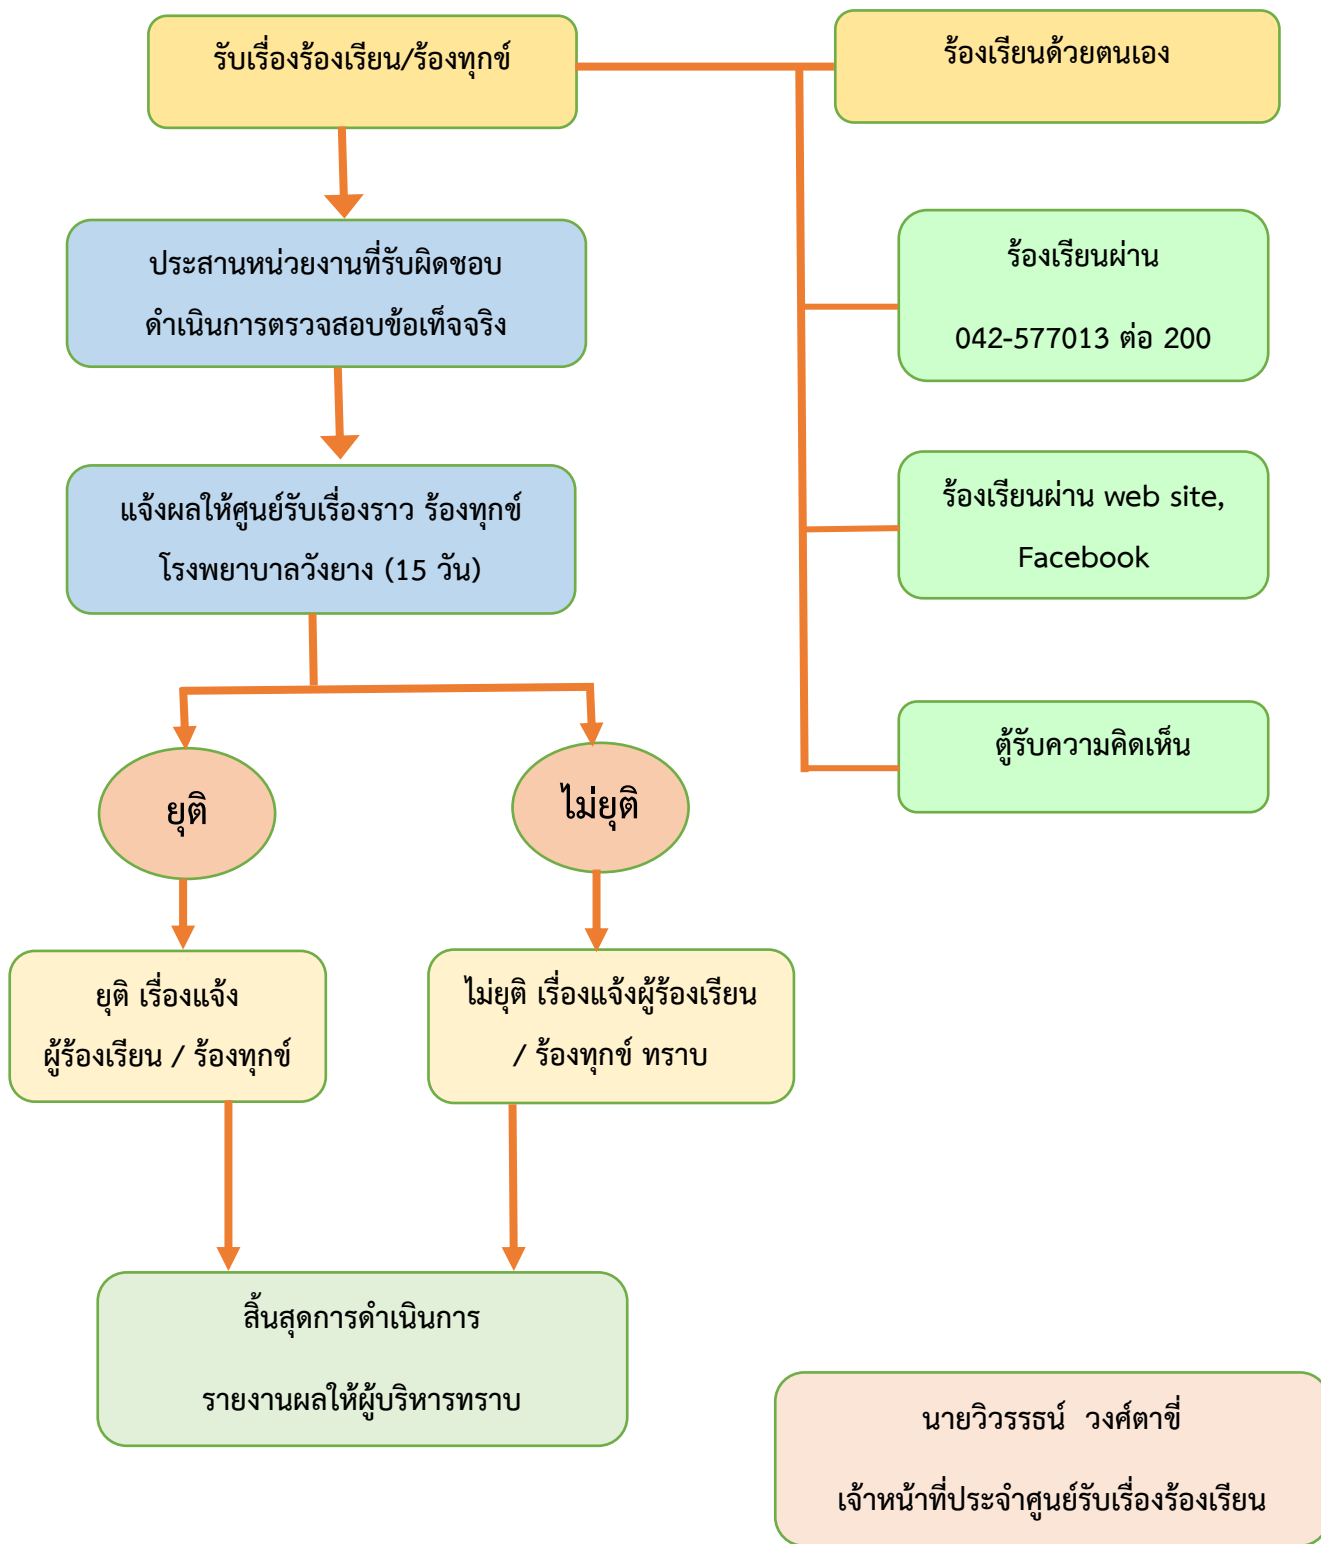 รับเรื่องร้องเรียน/ร้องทุกข์
ร้องเรียนด้วยตนเอง
ประสานหน่วยงานที่รับผิดชอบ
ดำเนินการตรวจสอบข้อเท็จจริง
ร้องเรียนผ่าน
042-577013 ต่อ 200
แจ้งผลให้ศูนย์รับเรื่องราว ร้องทุกข์
โรงพยาบาลวังยาง (15 วัน)
ร้องเรียนผ่าน web site,
Facebook
ตู้รับความคิดเห็น
ยุติ
ไม่ยุติ
ยุติ เรื่องแจ้ง
ผู้ร้องเรียน / ร้องทุกข์
ไม่ยุติ เรื่องแจ้งผู้ร้องเรียน
/ ร้องทุกข์ ทราบ
สิ้นสุดการดำเนินการ
รายงานผลให้ผู้บริหารทราบ
นายวิวรรธน์ วงศ์ตาขี่
เจ้าหน้าที่ประจำศูนย์รับเรื่องร้องเรียน